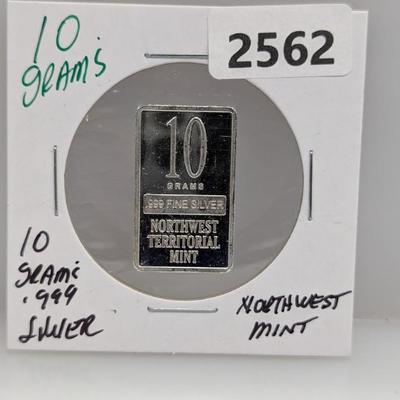 10
grams
2562
10
GRAMS
.999 FINE SILVER
NORTHWEST
TERRITORIAL
MINT
10
grams
.999
SILVER
NORTHWEST
MINT